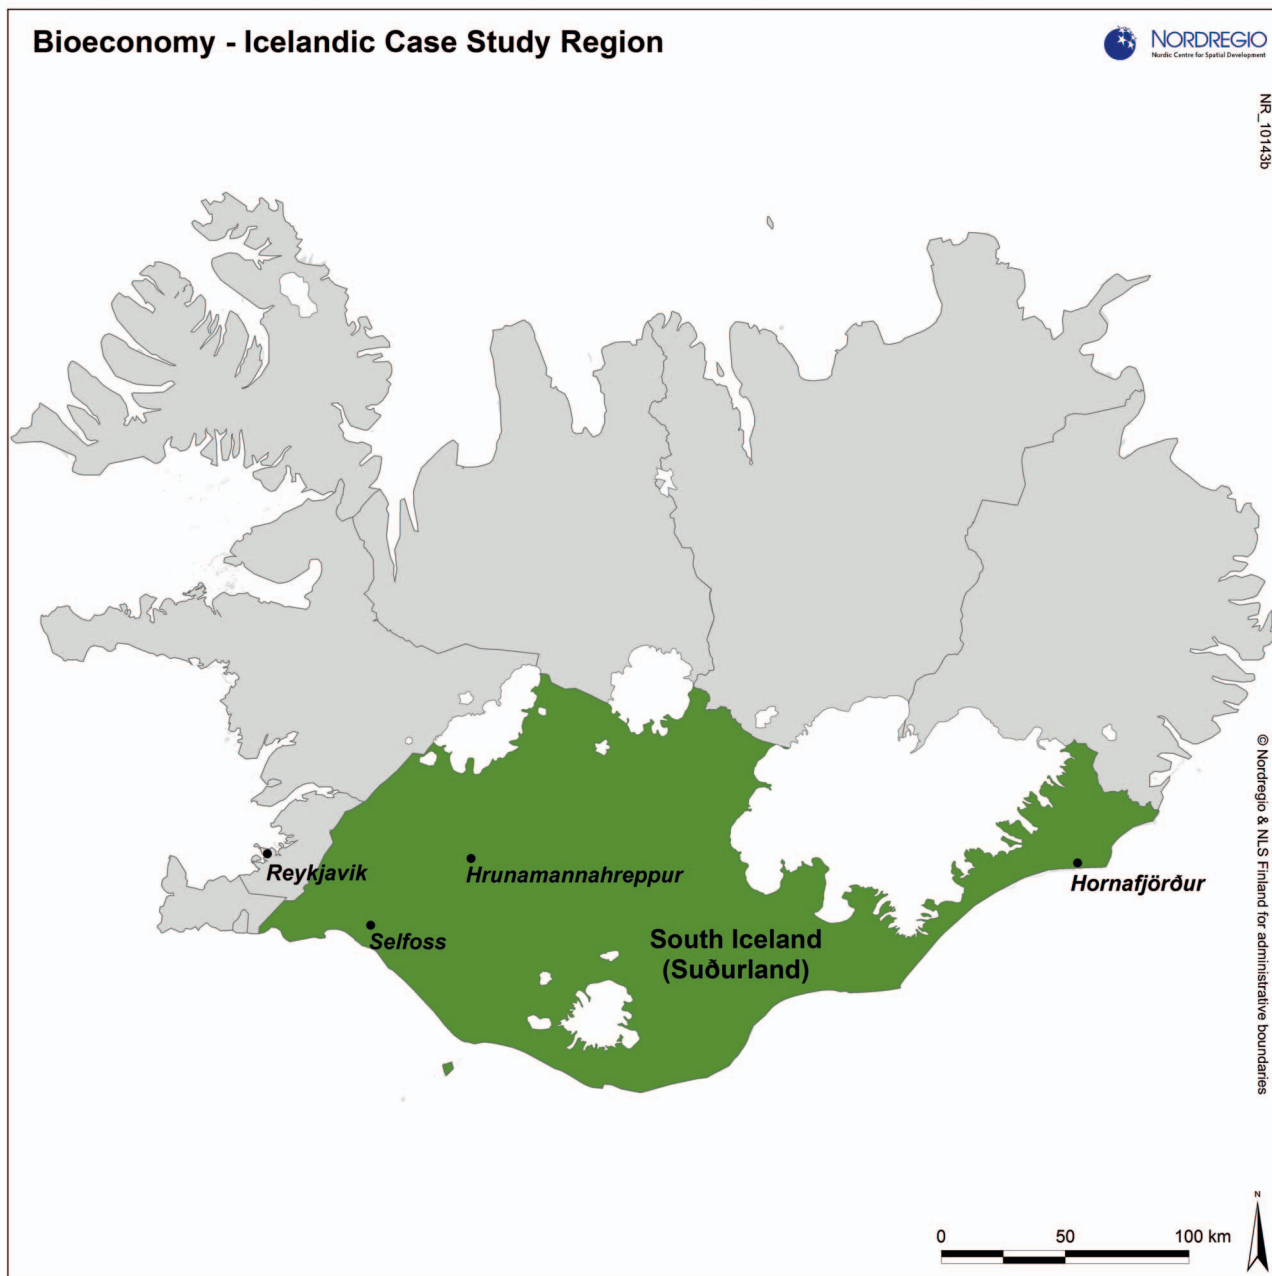 Bioeconomy - Icelandic Case Study Region
NORDREGIO
Nordic Centre for Spatial Development
NR_10143b
Reykjavik
Hrunamannahreppur
Hornafjörður
Selfoss
South Iceland
(Suðurland)
© Nordregio & NLS Finland for administrative boundaries
N
0 50 100 km